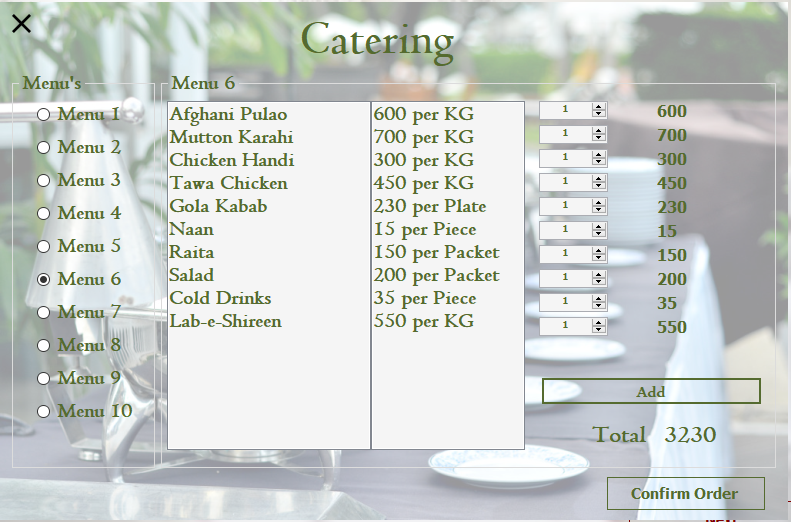 Catering
Menu's
Menu 1
Menu 2
Menu 3
Menu 4
Menu 5
Menu 6
Menu 7
Menu 8
Menu 9
Menu 10
Menu 6
Afghani Pulao 600 per KG 1 600
Mutton Karahi 700 per KG 1 700
Chicken Handi 300 per KG 1 300
Tawa Chicken 450 per KG 1 450
Gola Kabab 230 per Plate 1 230
Naan 15 per Piece 1 15
Raita 150 per Packet 1 150
Salad 200 per Packet 1 200
Cold Drinks 35 per Piece 1 35
Lab-e-Shireen 550 per KG 1 550
Add
Total 3230
Confirm Order